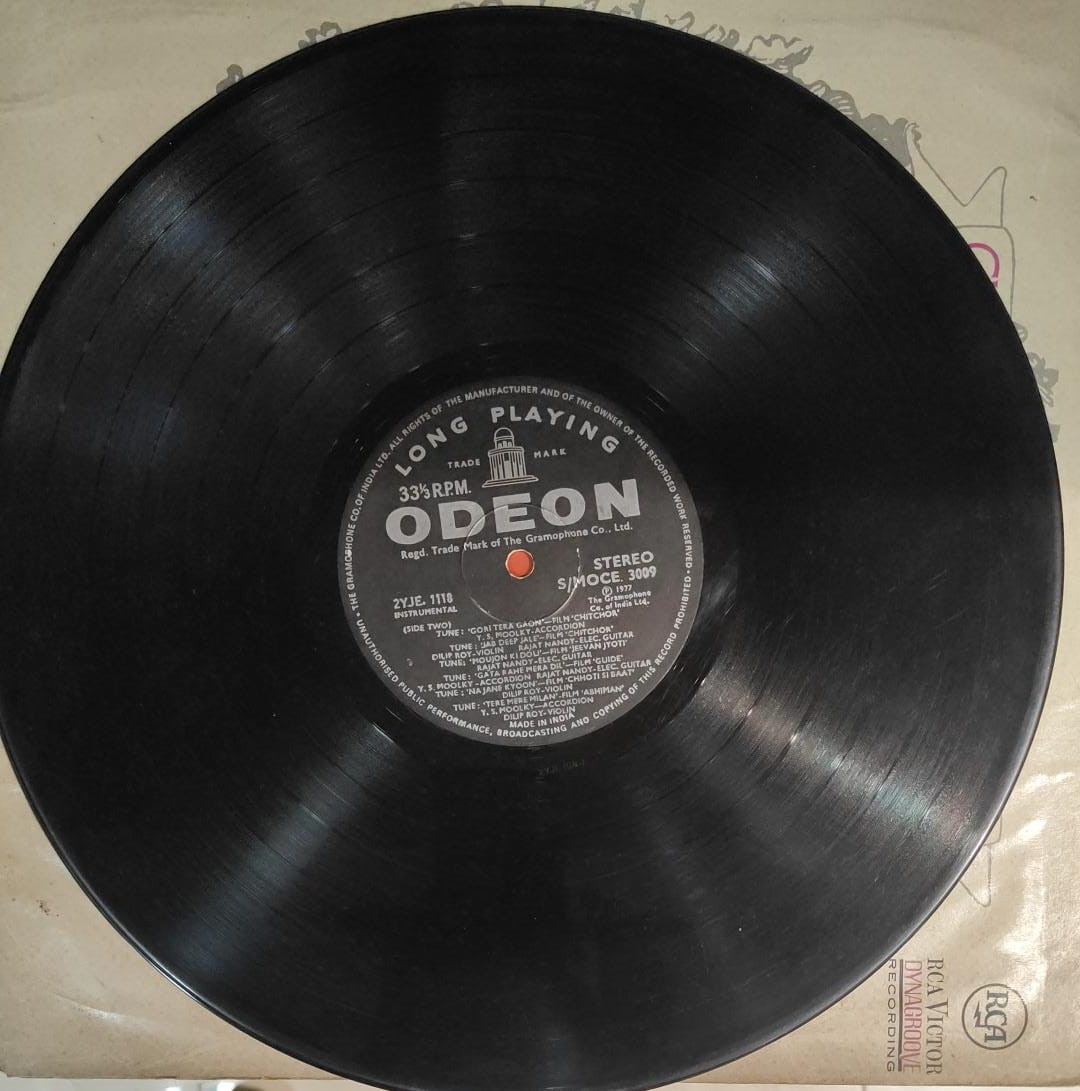 THE GRAMOPHONE CO. OF INDIA LTD. ALL RIGHTS OF THE MANUFACTURER AND OF THE OWNER OF THE RECORDED WORK RESERVED •
UNAUTHORISED PUBLIC PERFORMANCE, BROADCASTING AND COPYING OF THIS RECORD PROHIBITED •
LONG PLAYING
TRADE MARK
33⅓ R.P.M.
ODEON
Regd. Trade Mark of The Gramophone Co., Ltd.
STEREO
S/MOCE. 3009
2YJE. 1118
INSTRUMENTAL
℗ 1977
The Gramophone
Co. of India Ltd.
(SIDE TWO)
TUNE: 'GORI TERA GAON'—FILM 'CHITCHOR'
Y. S. MOOLKY-ACCORDION
TUNE: 'JAB DEEP JALE'—FILM 'CHITCHOR'
DILIP ROY-VIOLIN RAJAT NANDY-ELEC. GUITAR
TUNE: 'MOUJON KI DOLI'—FILM 'JEEVAN JYOTI'
RAJAT NANDY-ELEC. GUITAR
TUNE: 'GATA RAHE MERA DIL'—FILM 'GUIDE'
Y. S. MOOLKY-ACCORDION RAJAT NANDY-ELEC. GUITAR
TUNE: 'NA JANE KYOON'—FILM 'CHHOTI SI BAAT'
DILIP ROY-VIOLIN
TUNE: 'TERE MERE MILAN'-FILM 'ABHIMAN'
Y. S. MOOLKY—ACCORDION
DILIP ROY-VIOLIN
MADE IN INDIA
RCA VICTOR
DYNAGROOVE
RECORDING
RCA